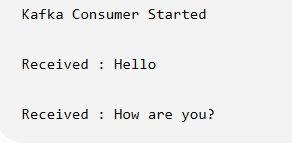 Kafka Consumer Started
Received : Hello
Received : How are you?